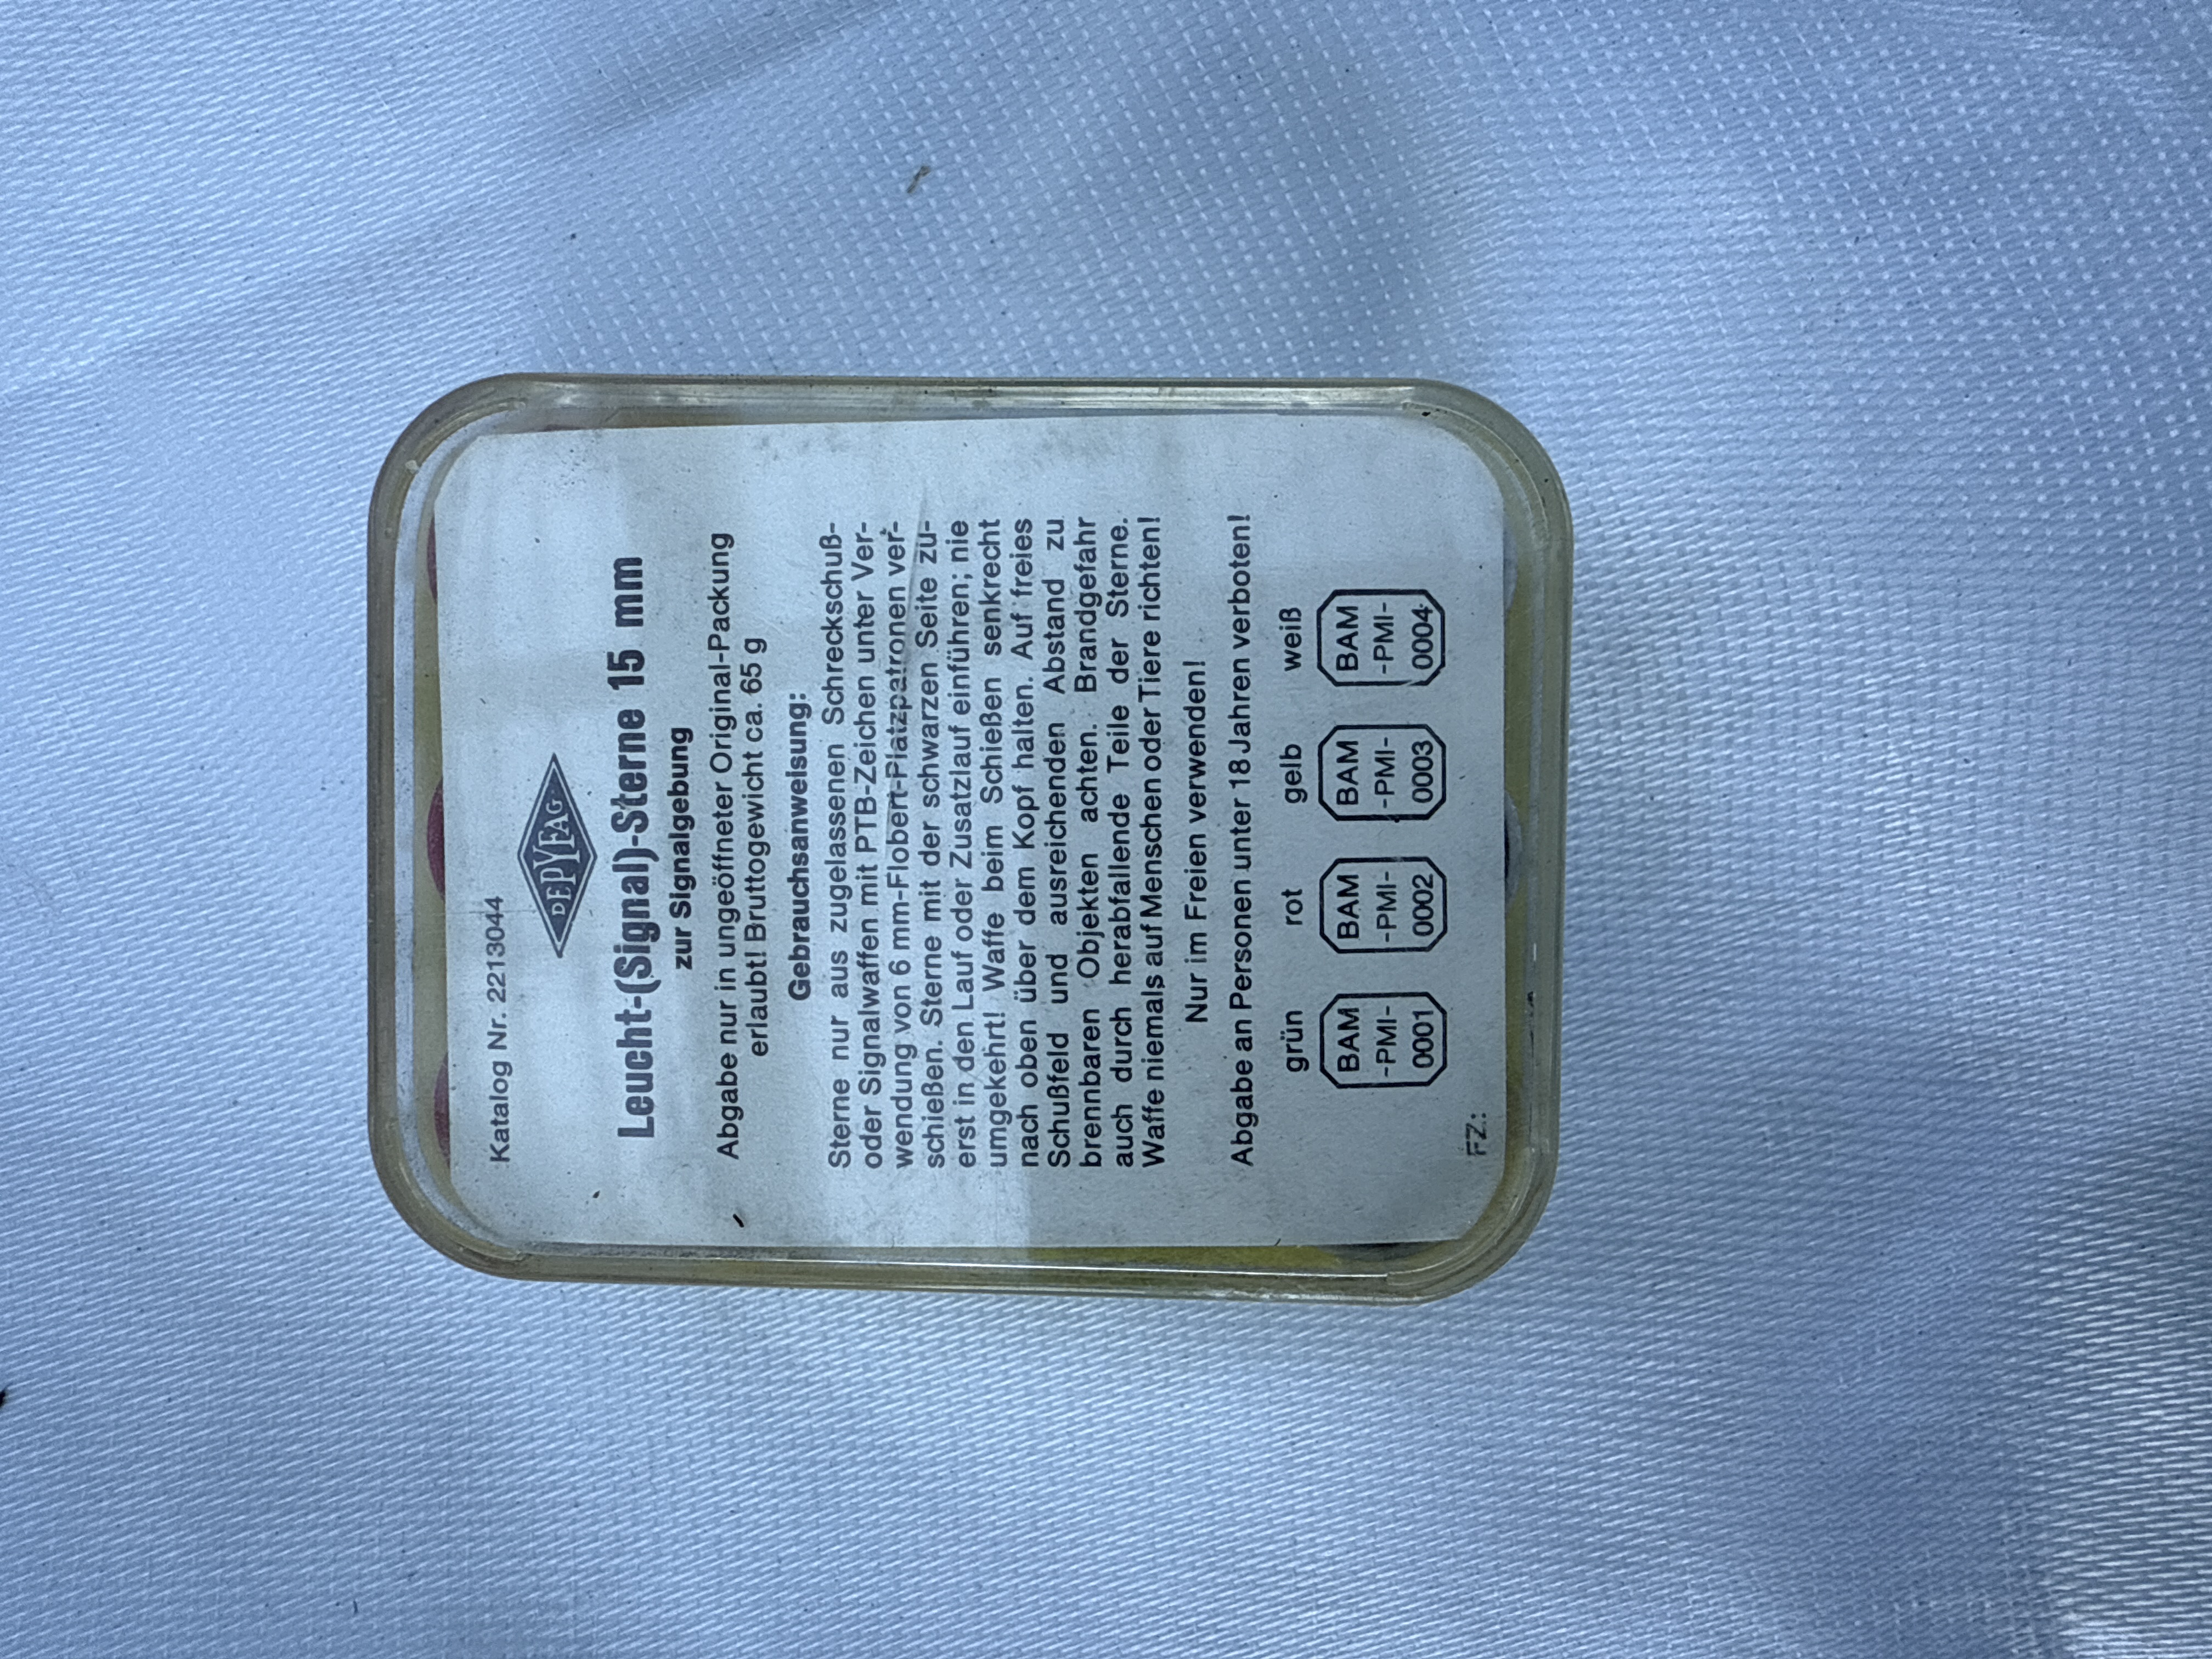 Katalog Nr. 2213044
DEPYFAG
Leucht-(Signal)-Sterne 15 mm
zur Signalgebung
Abgabe nur in ungeöffneter Original-Packung
erlaubt! Bruttogewicht ca. 65 g
Gebrauchsanweisung:
Sterne nur aus zugelassenen Schreckschuß-
oder Signalwaffen mit PTB-Zeichen unter Ver-
wendung von 6 mm-Flobert-Platzpatronen ver-
schießen. Sterne mit der schwarzen Seite zu-
erst in den Lauf oder Zusatzlauf einführen; nie
umgekehrt! Waffe beim Schießen senkrecht
nach oben über dem Kopf halten. Auf freies
Schußfeld und ausreichenden Abstand zu
brennbaren Objekten achten. Brandgefahr
auch durch herabfallende Teile der Sterne.
Waffe niemals auf Menschen oder Tiere richten!
Nur im Freien verwenden!
Abgabe an Personen unter 18 Jahren verboten!
grün rot gelb weiß
BAM BAM BAM BAM
-PMI- -PMI- -PMI- -PMI-
0001 0002 0003 0004
FZ.: